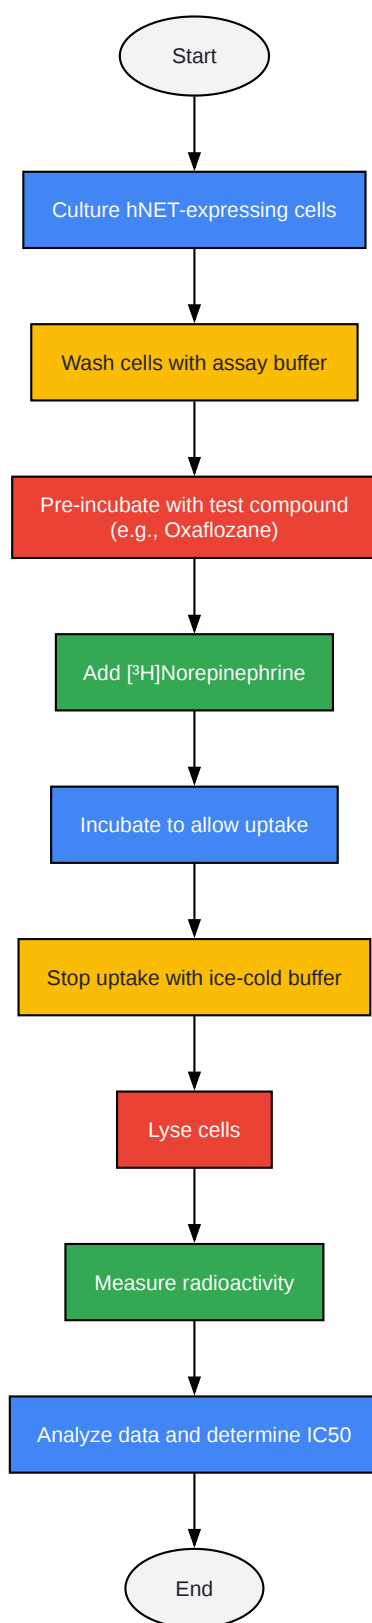 Start
Culture hNET-expressing cells
Wash cells with assay buffer
Pre-incubate with test compound
(e.g., Oxaflozane)
Add [³H]Norepinephrine
Incubate to allow uptake
Stop uptake with ice-cold buffer
Lyse cells
Measure radioactivity
Analyze data and determine IC50
End